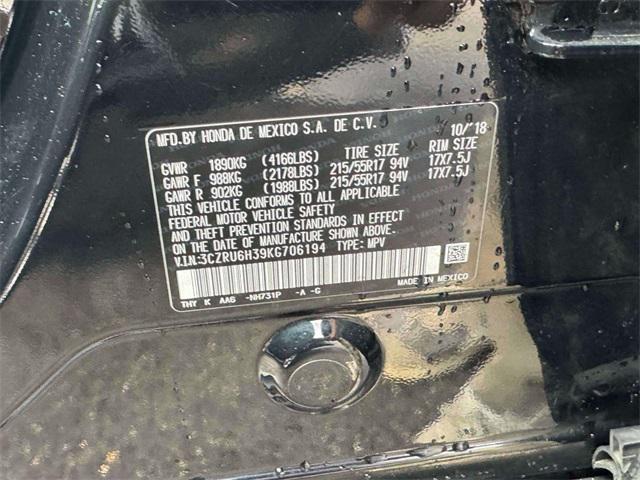 MFD.BY HONDA DE MEXICO S.A. DE C.V. 10/'18
GVWR 1890KG (4166LBS) TIRE SIZE RIM SIZE
GAWR F 988KG (2178LBS) 215/55R17 94V 17X7.5J
GAWR R 902KG (1988LBS) 215/55R17 94V 17X7.5J
THIS VEHICLE CONFORMS TO ALL APPLICABLE
FEDERAL MOTOR VEHICLE SAFETY
AND THEFT PREVENTION STANDARDS IN EFFECT
ON THE DATE OF MANUFACTURE SHOWN ABOVE.
V.I.N:3CZRU6H39KG706194 TYPE: MPV
THY K AA6 -NH731P -A -G MADE IN MEXICO